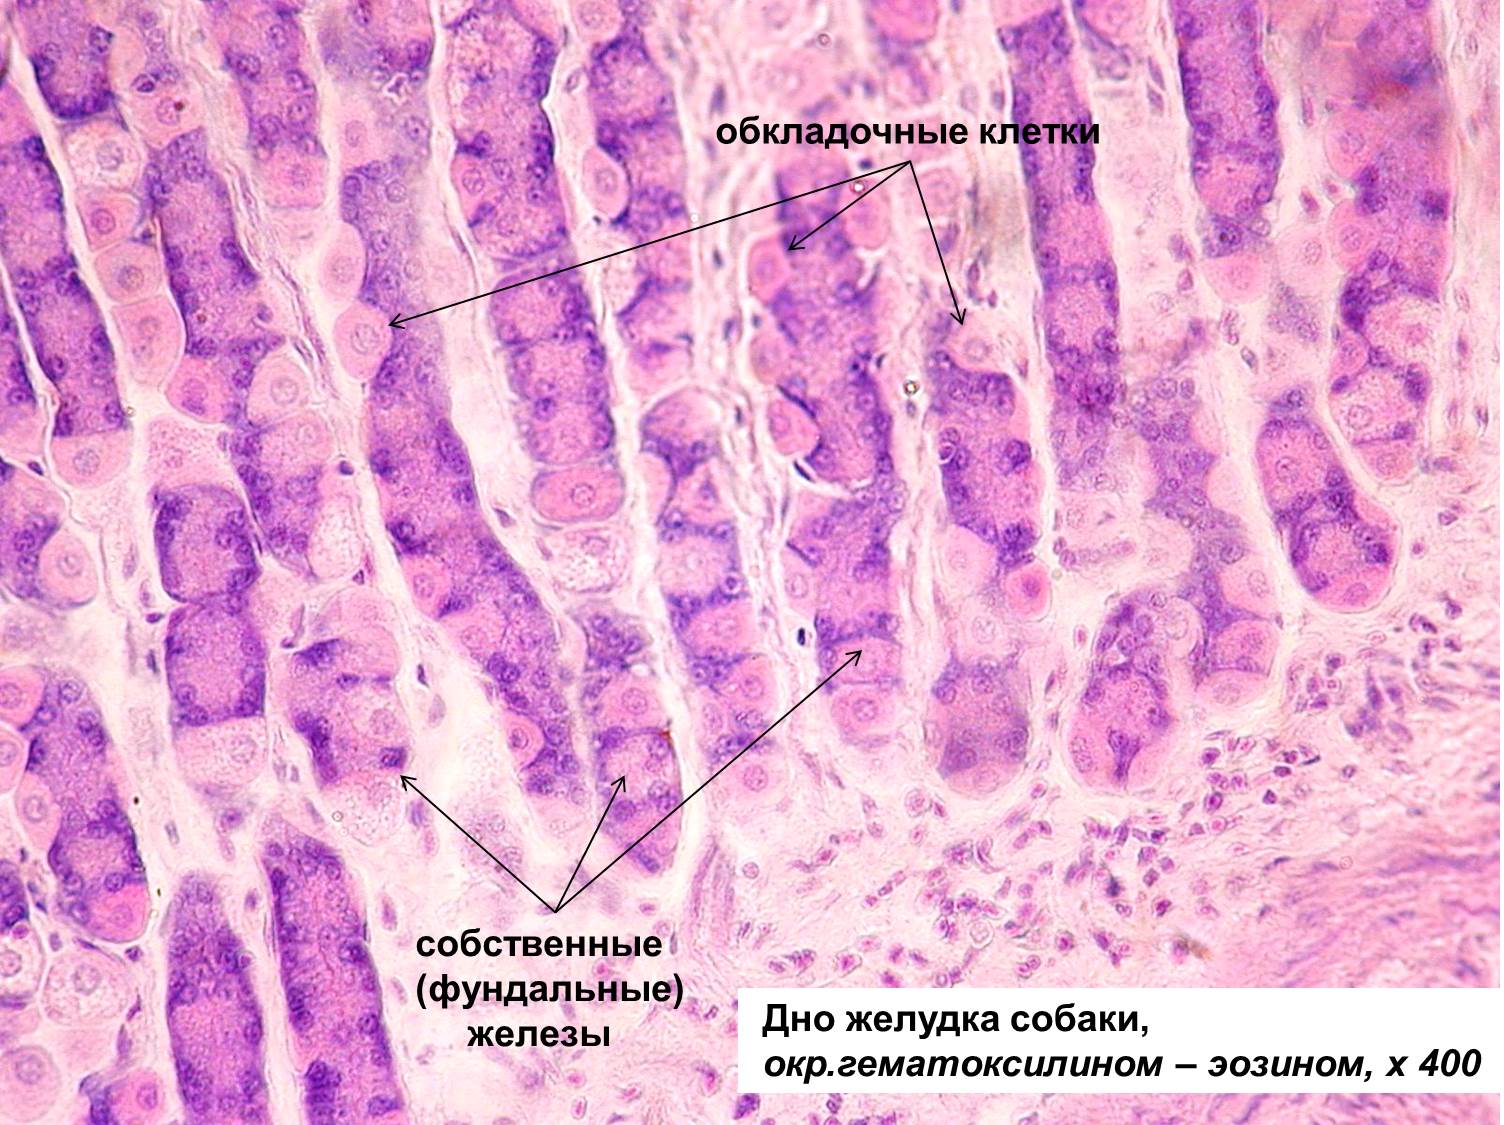 обкладочные клетки
собственные
(фундальные)
железы
Дно желудка собаки,
окр.гематоксилином – эозином, х 400